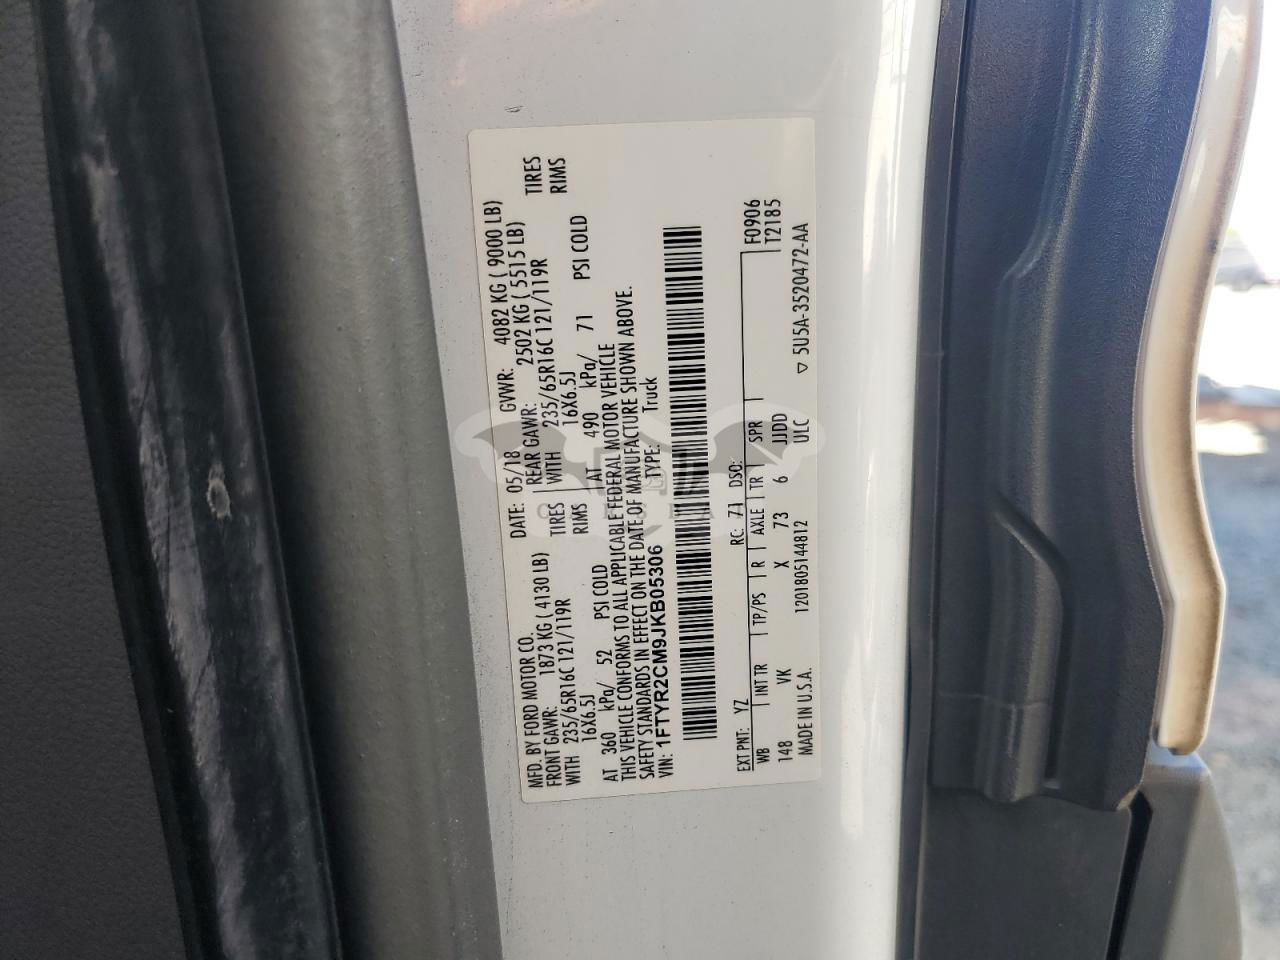 MFD. BY FORD MOTOR CO.
DATE: 05/18 GVWR: 4082 KG ( 9000 LB)
FRONT GAWR: 1873 KG ( 4130 LB) REAR GAWR: 2502 KG ( 5515 LB)
WITH 235/65R16C 121/119R TIRES WITH 235/65R16C 121/119R TIRES
16X6.5J RIMS 16X6.5J RIMS
AT 360 kPa/ 52 PSI COLD AT 490 kPa/ 71 PSI COLD
THIS VEHICLE CONFORMS TO ALL APPLICABLE FEDERAL MOTOR VEHICLE
SAFETY STANDARDS IN EFFECT ON THE DATE OF MANUFACTURE SHOWN ABOVE.
VIN: 1FTYR2CM9JKB05306 TYPE: Truck
EXT PNT: YZ RC: 71 DSO: F0906
WB INT TR TP/PS R AXLE TR SPR T2185
148 VK X 73 6 JJDD
MADE IN U.S.A. 1201805144812 ULC ▽ 5U5A-3520472-AA